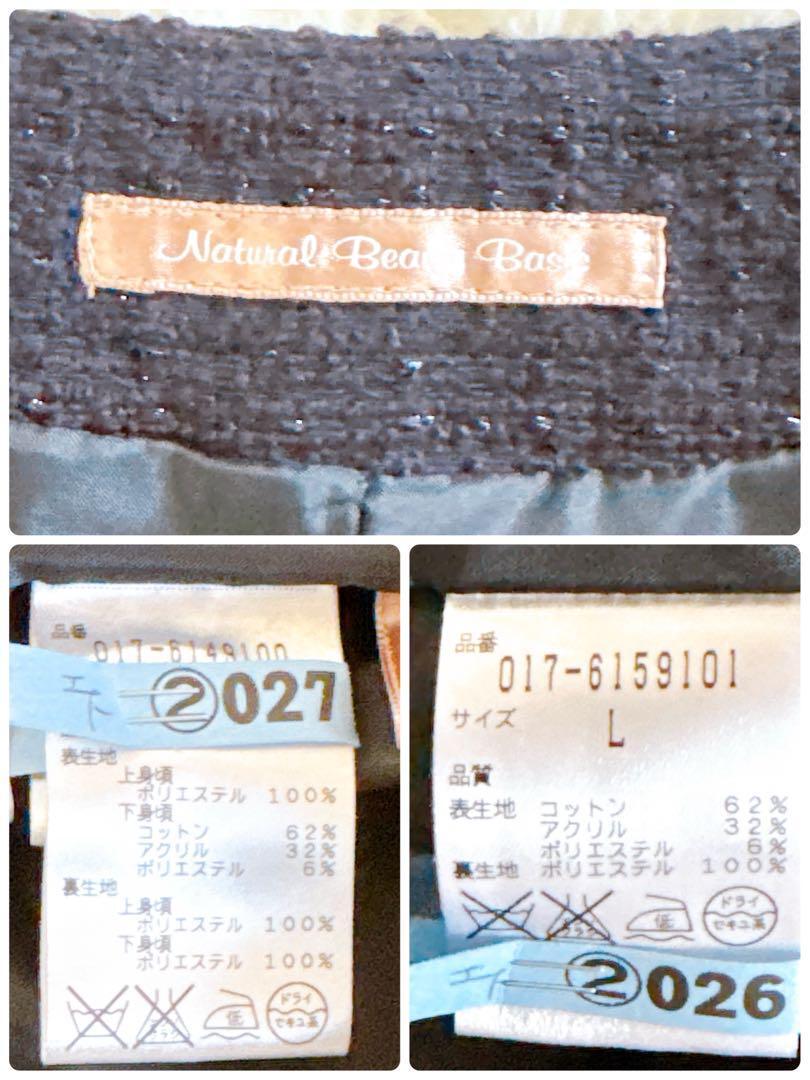 Natural Beauty Basic
品番
017-6149100
エト ②027
表生地
上身頃
ポリエステル 100%
下身頃
コットン 62%
アクリル 32%
ポリエステル 6%
裏生地
上身頃
ポリエステル 100%
下身頃
ポリエステル 100%
低
ドライ
セキユ系
品番
017-6159101
サイズ
L
品質
表生地 コットン 62%
アクリル 32%
ポリエステル 6%
裏生地 ポリエステル 100%
低
ドライ
セキユ系
エト ②026